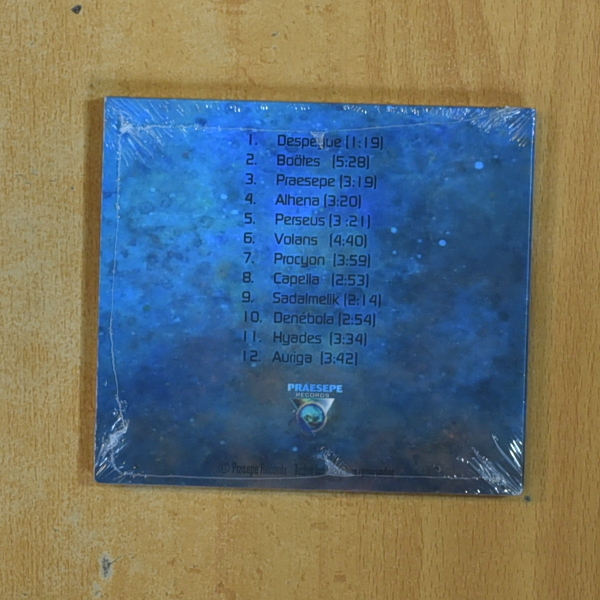 1. Despegue (1:19)
2. Boötes (5:28)
3. Praesepe (3:19)
4. Alhena (3:20)
5. Perseus (3:21)
6. Volans (4:40)
7. Procyon (3:59)
8. Capella (2:53)
9. Sadalmelik (2:14)
10. Denébola (2:54)
11. Hyades (3:34)
12. Auriga (3:42)
PRAESEPE
RECORDS